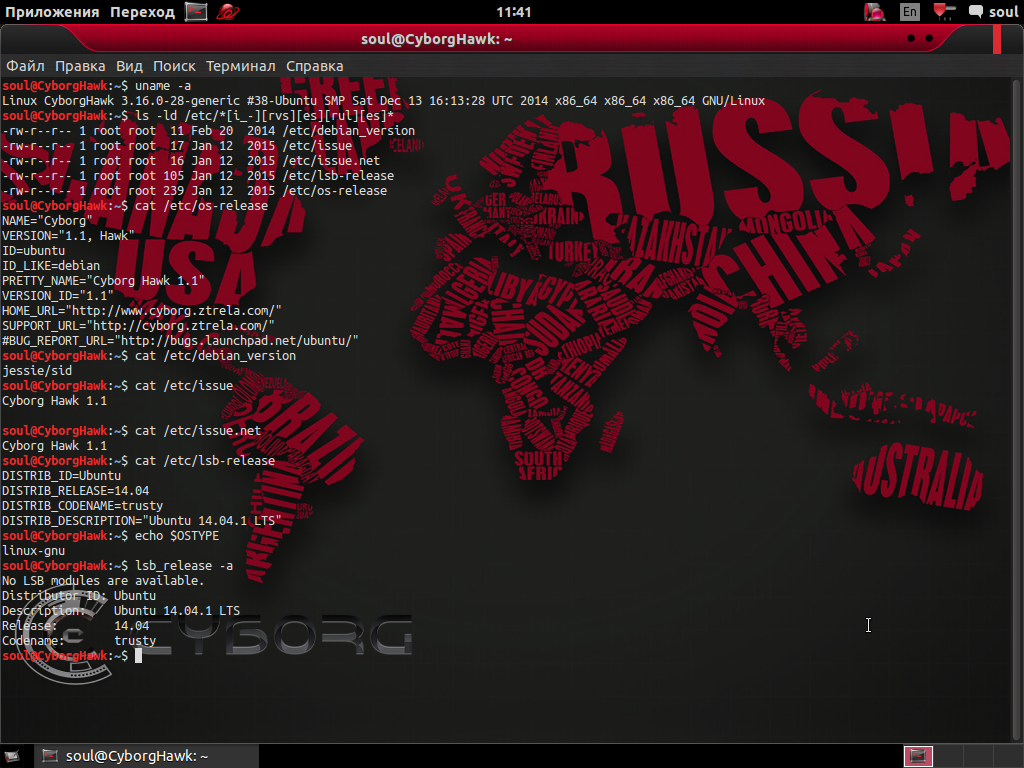 Приложения Переход 11:41 En soul
soul@CyborgHawk: ~
Файл Правка Вид Поиск Терминал Справка
soul@CyborgHawk:~$ uname -a
Linux CyborgHawk 3.16.0-28-generic #38-Ubuntu SMP Sat Dec 13 16:13:28 UTC 2014 x86_64 x86_64 x86_64 GNU/Linux
soul@CyborgHawk:~$ ls -ld /etc/*[i_-][rvs][es][rul][es]*
-rw-r--r-- 1 root root  11 Feb 20  2014 /etc/debian_version
-rw-r--r-- 1 root root  17 Jan 12  2015 /etc/issue
-rw-r--r-- 1 root root  16 Jan 12  2015 /etc/issue.net
-rw-r--r-- 1 root root 105 Jan 12  2015 /etc/lsb-release
-rw-r--r-- 1 root root 239 Jan 12  2015 /etc/os-release
soul@CyborgHawk:~$ cat /etc/os-release
NAME="Cyborg"
VERSION="1.1, Hawk"
ID=ubuntu
ID_LIKE=debian
PRETTY_NAME="Cyborg Hawk 1.1"
VERSION_ID="1.1"
HOME_URL="http://www.cyborg.ztrela.com/"
SUPPORT_URL="http://cyborg.ztrela.com/"
#BUG_REPORT_URL="http://bugs.launchpad.net/ubuntu/"
soul@CyborgHawk:~$ cat /etc/debian_version
jessie/sid
soul@CyborgHawk:~$ cat /etc/issue
Cyborg Hawk 1.1
soul@CyborgHawk:~$ cat /etc/issue.net
Cyborg Hawk 1.1
soul@CyborgHawk:~$ cat /etc/lsb-release
DISTRIB_ID=Ubuntu
DISTRIB_RELEASE=14.04
DISTRIB_CODENAME=trusty
DISTRIB_DESCRIPTION="Ubuntu 14.04.1 LTS"
soul@CyborgHawk:~$ echo $OSTYPE
linux-gnu
soul@CyborgHawk:~$ lsb_release -a
No LSB modules are available.
Distributor ID: Ubuntu
Description:    Ubuntu 14.04.1 LTS
Release:        14.04
Codename:       trusty
soul@CyborgHawk:~$
CYBORG
RUSSIA
CANADA
USA
ICELAND
UKRAIN
TURKEY
KAZAKHSTAN
MONGOLIA
CHINA
IRAN
INDIA
LIBYA
EGYPT
CHAD
SUDAN
KENYA
CONGO
SOUTH
AFRIC
BRAZIL
ARGENTIN
AUSTRALIA
soul@CyborgHawk: ~